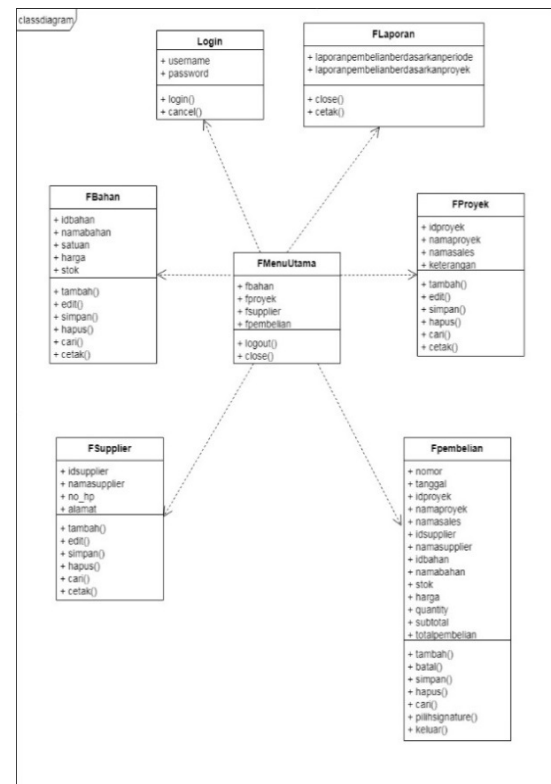 classdiagram
Login
+ username
+ password
+ login()
+ cancel()
FLaporan
+ laporanpembelianberdasarkanperiode
+ laporanpembelianberdasarkanproyek
+ close()
+ cetak()
FBahan
+ idbahan
+ namabahan
+ satuan
+ harga
+ stok
+ tambah()
+ edit()
+ simpan()
+ hapus()
+ cari()
+ cetak()
FMenuUtama
+ fbahan
+ fproyek
+ fsupplier
+ fpembelian
+ logout()
+ close()
FProyek
+ idproyek
+ namaproyek
+ namasales
+ keterangan
+ tambah()
+ edit()
+ simpan()
+ hapus()
+ cari()
+ cetak()
FSupplier
+ idsupplier
+ namasupplier
+ no_hp
+ alamat
+ tambah()
+ edit()
+ simpan()
+ hapus()
+ cari()
+ cetak()
Fpembelian
+ nomor
+ tanggal
+ idproyek
+ namaproyek
+ namasales
+ idsupplier
+ namasupplier
+ idbahan
+ namabahan
+ stok
+ harga
+ quantity
+ subtotal
+ totalpembelian
+ tambah()
+ batal()
+ simpan()
+ hapus()
+ cari()
+ pilihsignature()
+ keluar()